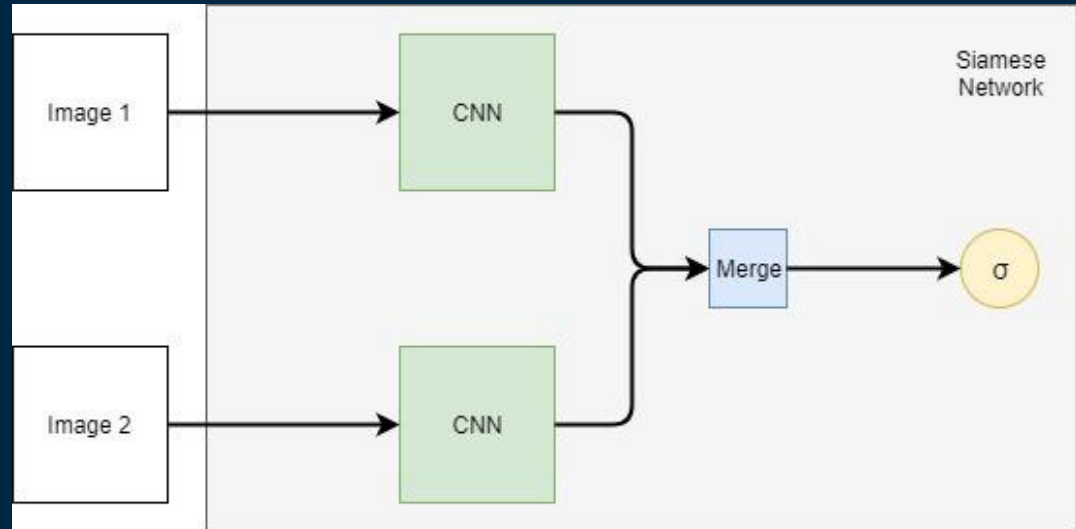 Image 1
CNN
Siamese
Network
Merge
σ
Image 2
CNN